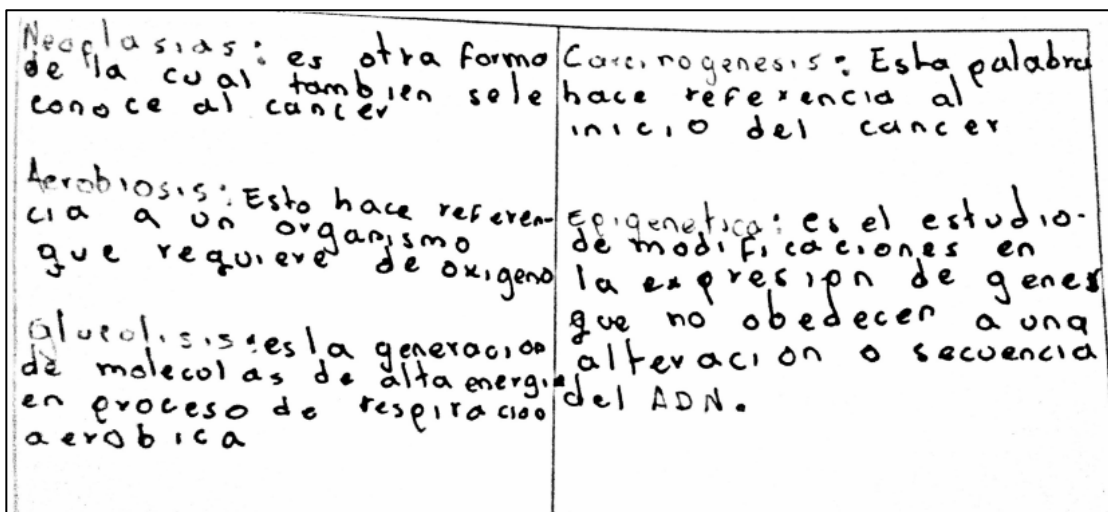 Neoplasias: es otra forma
de la cual tambien sele
conoce al cancer
Aerobiosis: Esto hace referen-
cia a un organismo
que requiere de oxigeno
Glucolisis: es la generacion
de molecolas de alta energia
en proceso de respiracion
aerobica
Carcinogenesis: Esta palabra
hace referencia al
inicio del cancer
Epigenetica: es el estudio
de modificaciones en
la expresion de genes
que no obedecen a una
alteracion o secuencia
del ADN.